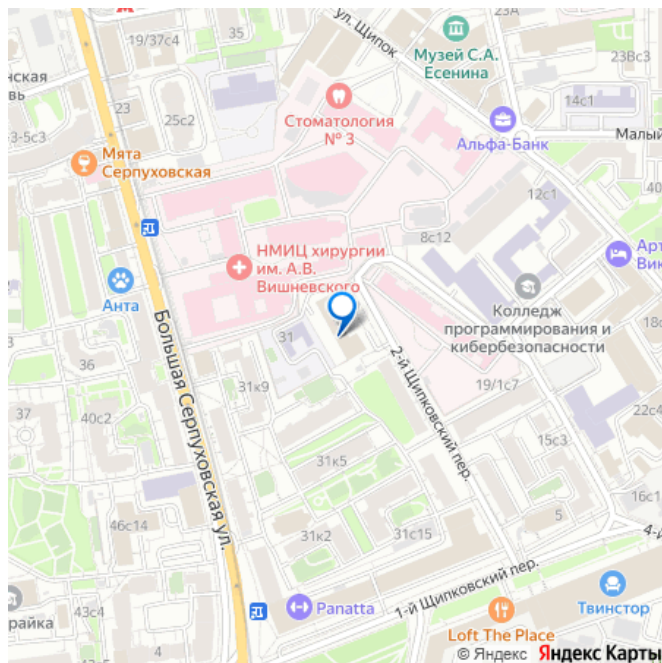 19/37с4
35
ул. Щипок
Музей С.А.
Есенина
23А
23Вс3
23
25с2
3-5с3
Стоматология
№ 3
14с1
Альфа-Банк
Малый
Мята
Серпуховская
12с1
8с12
НМИЦ хирургии
им. А.В.
Вишневского
Анта
Колледж
программирования и
кибербезопасности
Большая Серпуховская ул.
31
36
31к9
2-й Щипковский пер.
19/1с7
37
40с2
22с4
15с3
31к5
16с1
46с14
31к2
31с15
5
43с4
Panatta
1-й Щипковский пер.
Твинстор
Loft The Place
© Яндекс Яндекс Карты